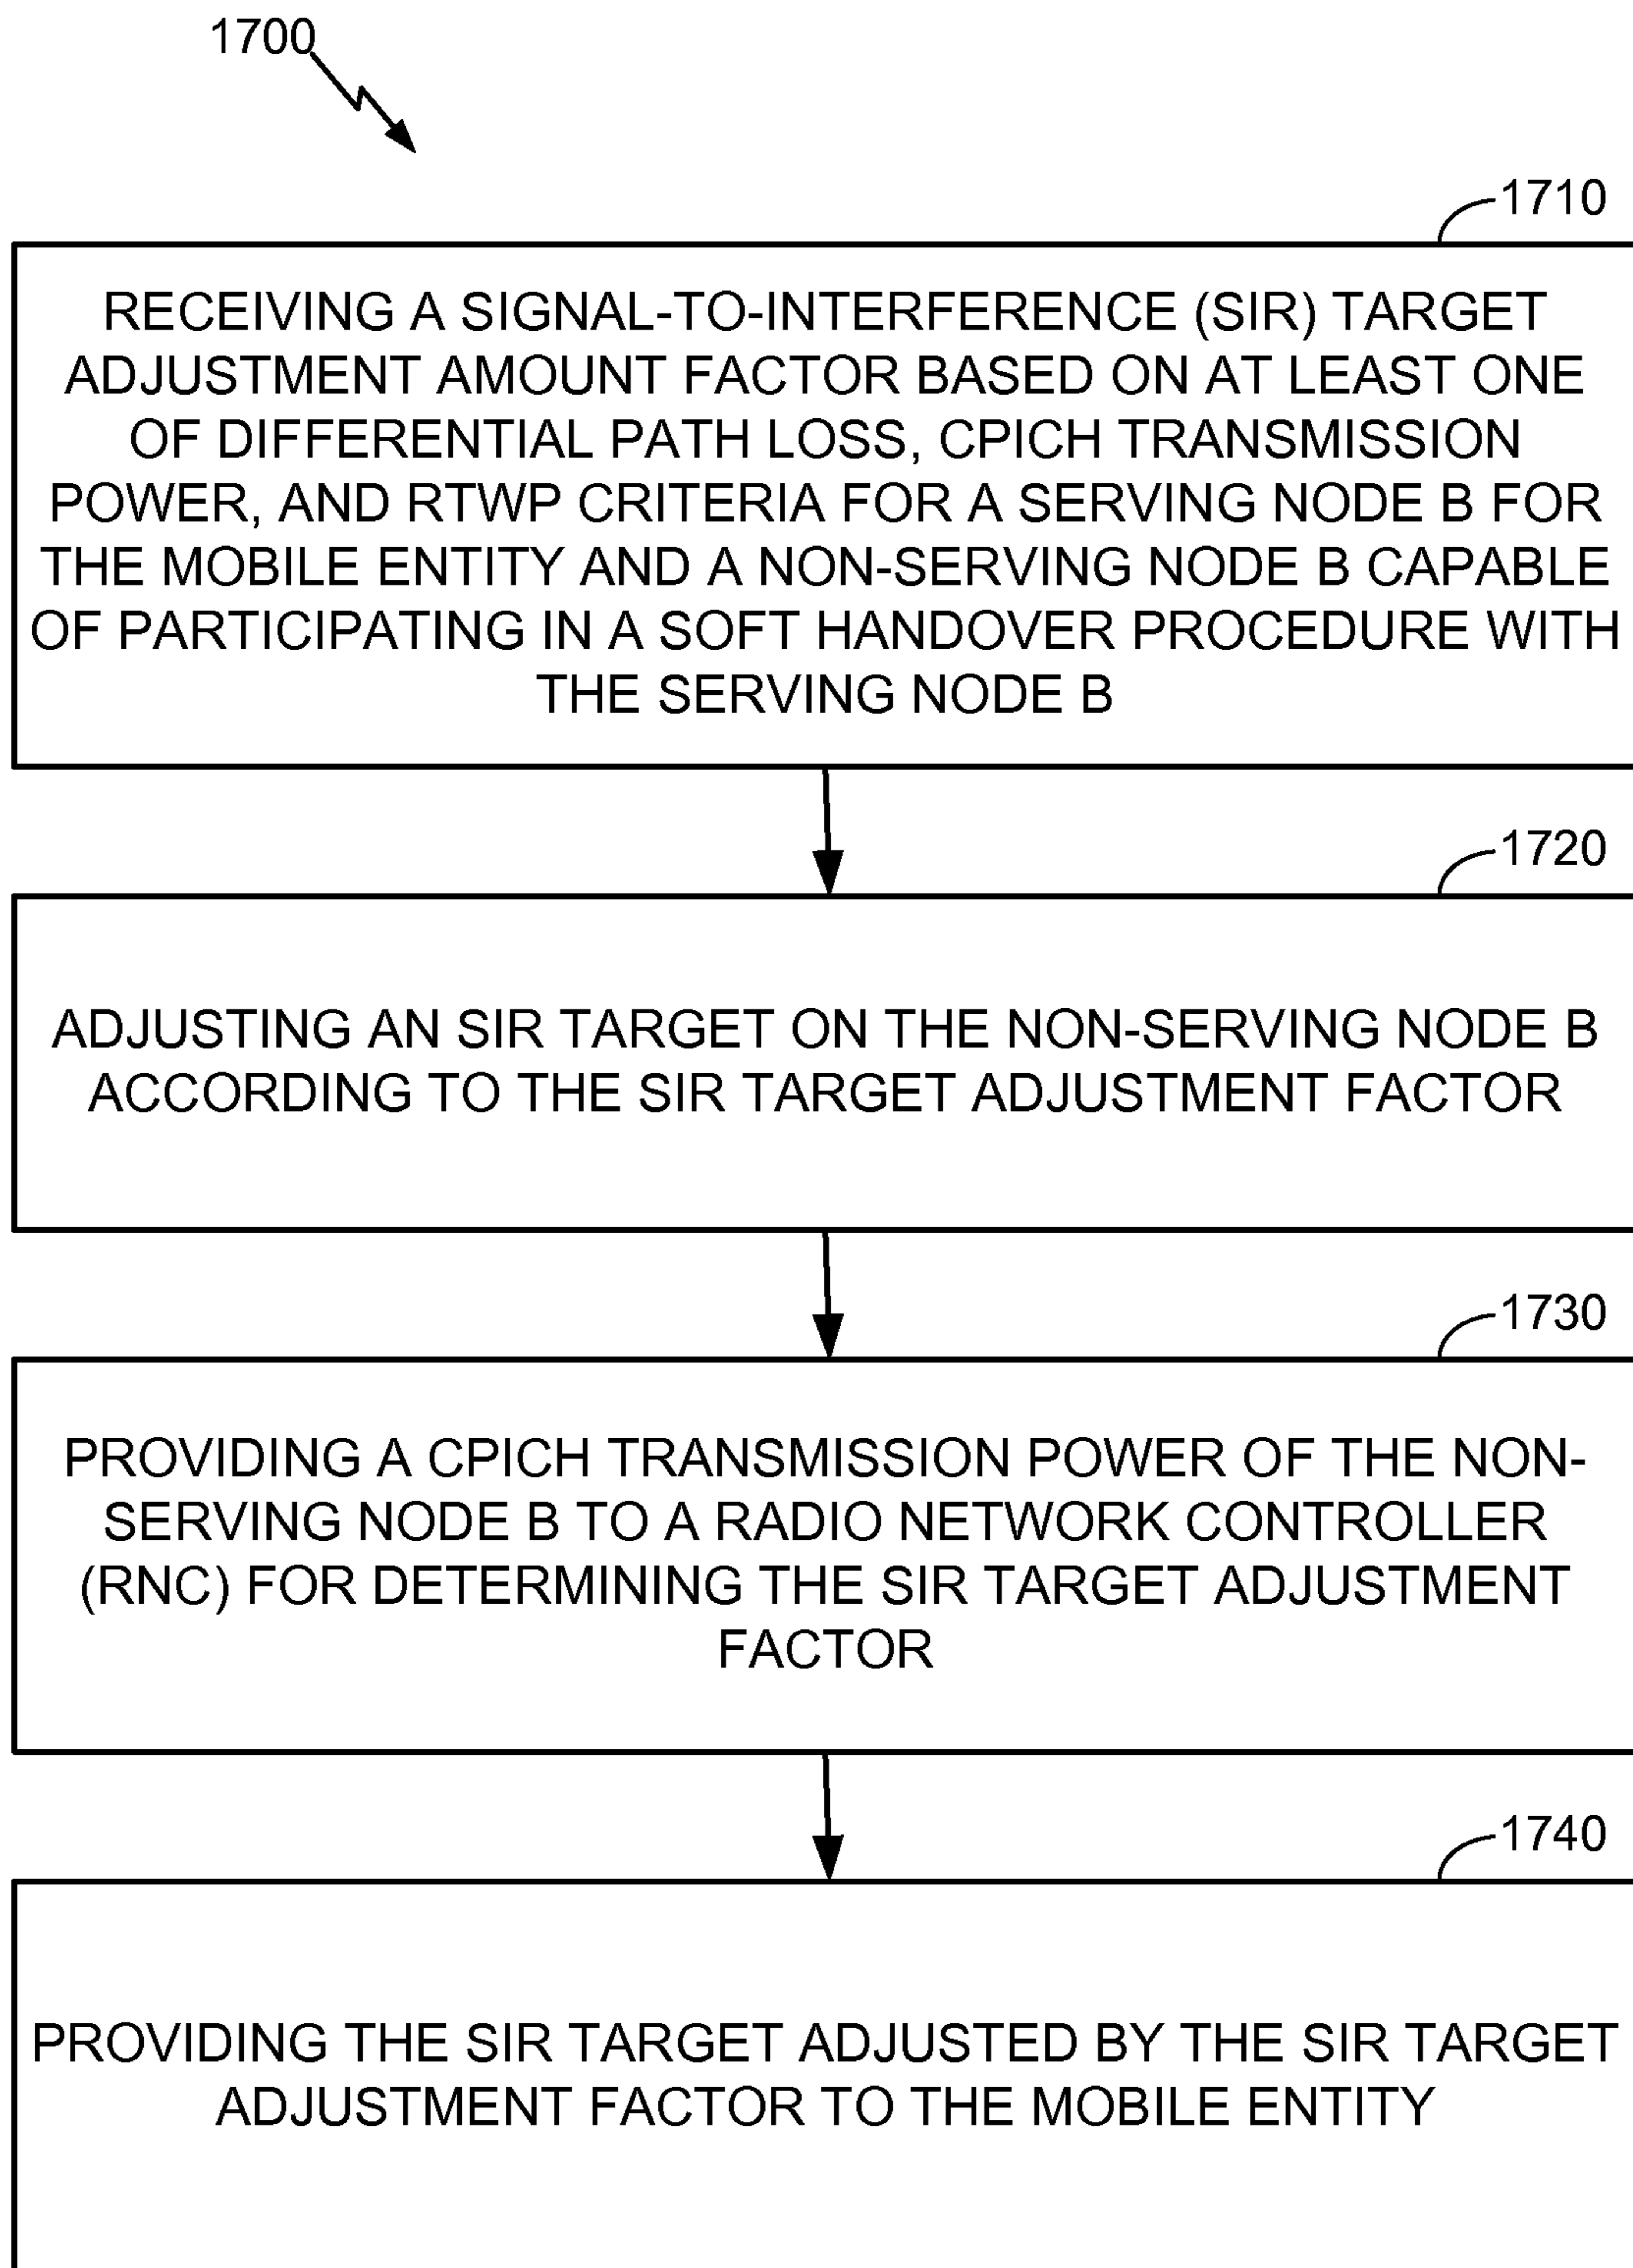 1700
1710
RECEIVING A SIGNAL-TO-INTERFERENCE (SIR) TARGET
ADJUSTMENT AMOUNT FACTOR BASED ON AT LEAST ONE
OF DIFFERENTIAL PATH LOSS, CPICH TRANSMISSION
POWER, AND RTWP CRITERIA FOR A SERVING NODE B FOR
THE MOBILE ENTITY AND A NON-SERVING NODE B CAPABLE
OF PARTICIPATING IN A SOFT HANDOVER PROCEDURE WITH
THE SERVING NODE B
1720
ADJUSTING AN SIR TARGET ON THE NON-SERVING NODE B
ACCORDING TO THE SIR TARGET ADJUSTMENT FACTOR
1730
PROVIDING A CPICH TRANSMISSION POWER OF THE NON-
SERVING NODE B TO A RADIO NETWORK CONTROLLER
(RNC) FOR DETERMINING THE SIR TARGET ADJUSTMENT
FACTOR
1740
PROVIDING THE SIR TARGET ADJUSTED BY THE SIR TARGET
ADJUSTMENT FACTOR TO THE MOBILE ENTITY